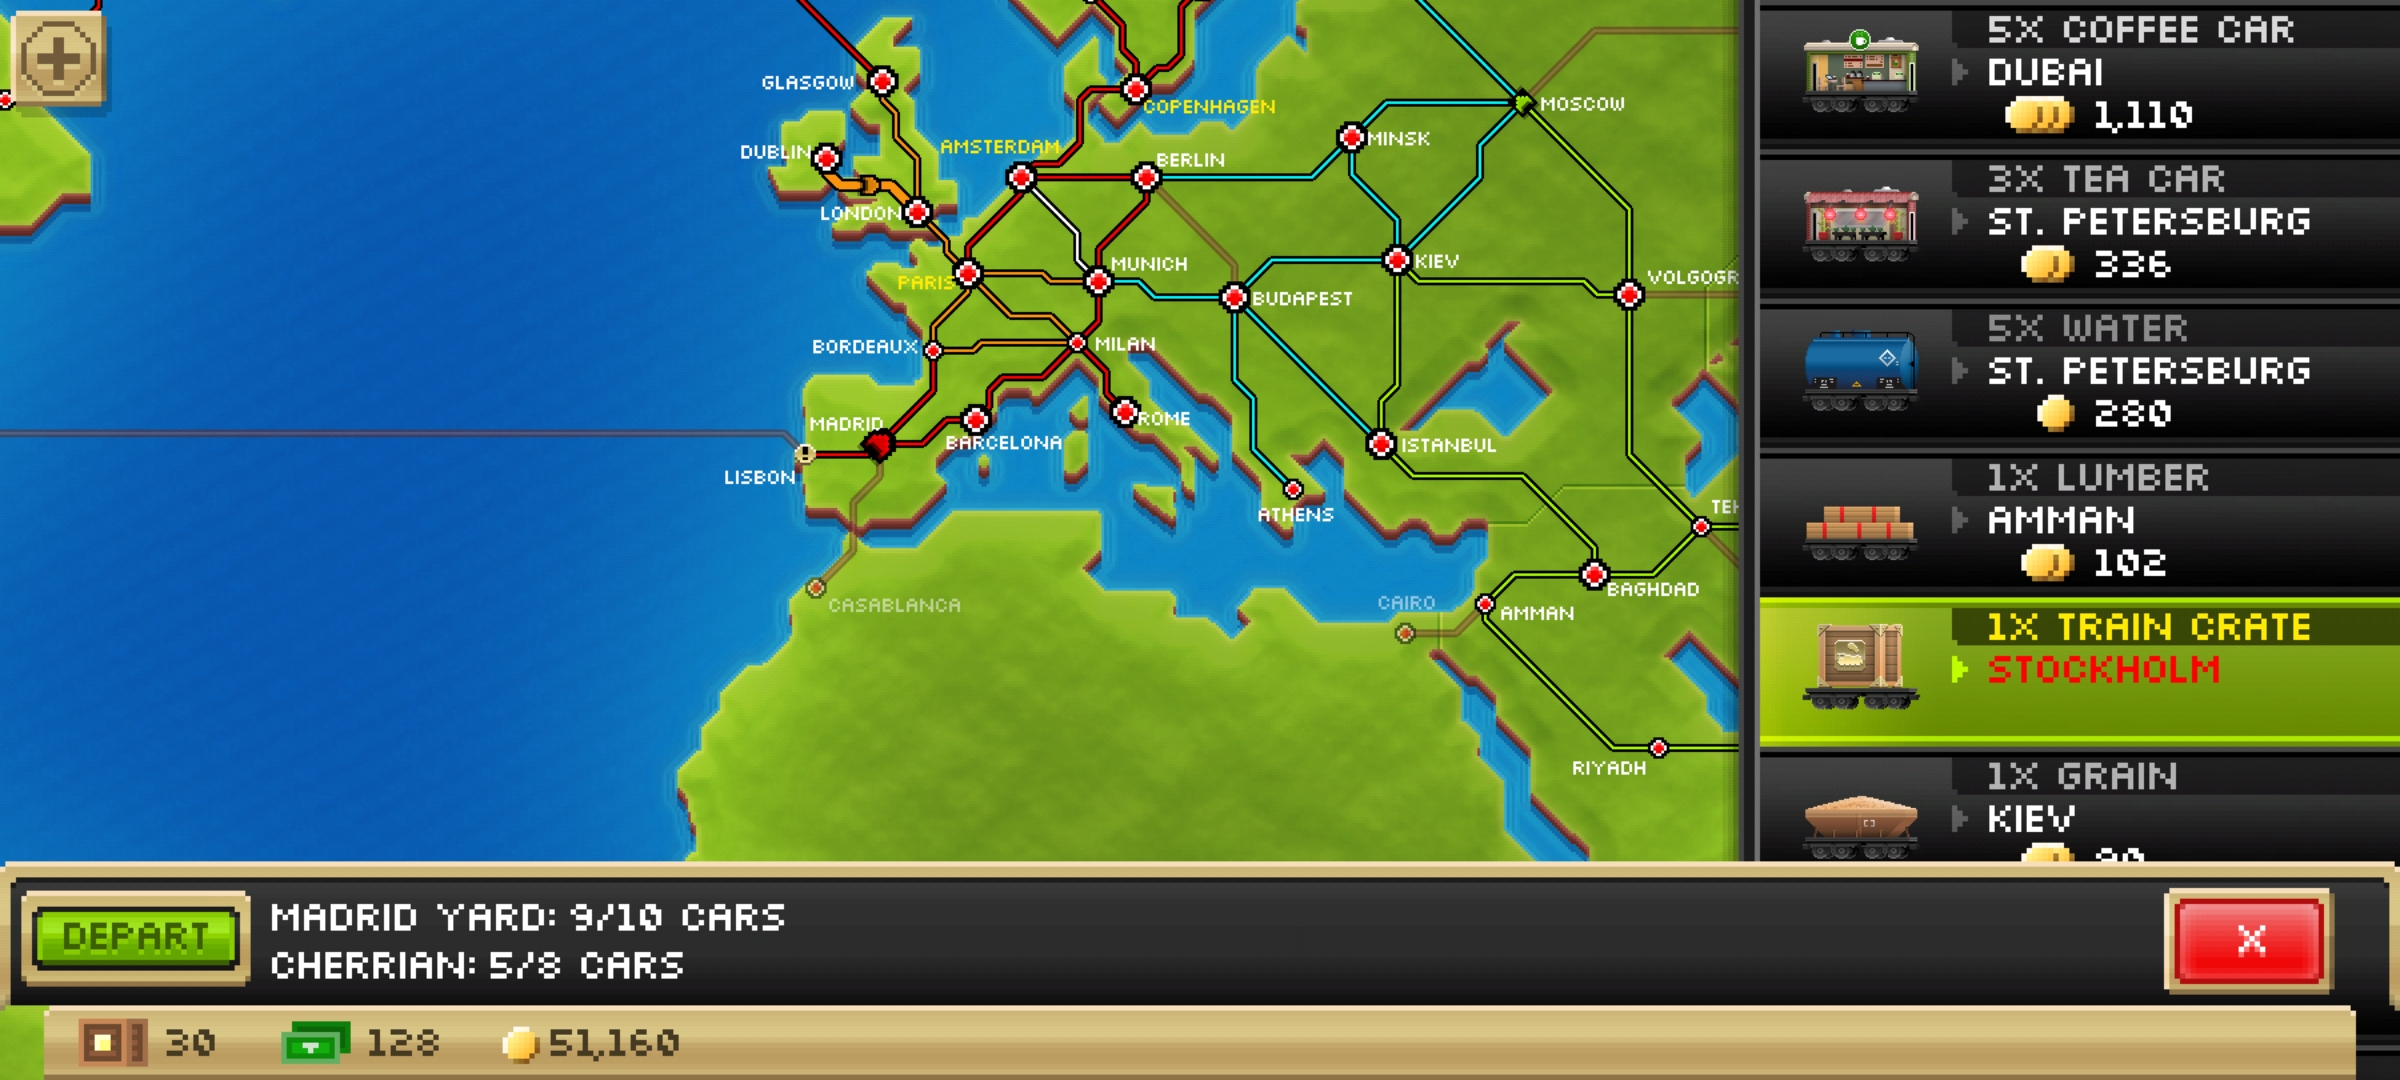 GLASGOW
COPENHAGEN
MOSCOW
DUBLIN
AMSTERDAM
BERLIN
MINSK
LONDON
PARIS
MUNICH
KIEV
BUDAPEST
VOLGOGR
BORDEAUX
MILAN
MADRID
BARCELONA
ROME
ISTANBUL
LISBON
ATHENS
TEH
CASABLANCA
CAIRO
BAGHDAD
AMMAN
RIYADH
5X COFFEE CAR
DUBAI
1,110
3X TEA CAR
ST. PETERSBURG
336
5X WATER
ST. PETERSBURG
280
1X LUMBER
AMMAN
102
1X TRAIN CRATE
STOCKHOLM
1X GRAIN
KIEV
DEPART
MADRID YARD: 9/10 CARS
CHERRIAN: 5/8 CARS
X
30
128
51,160